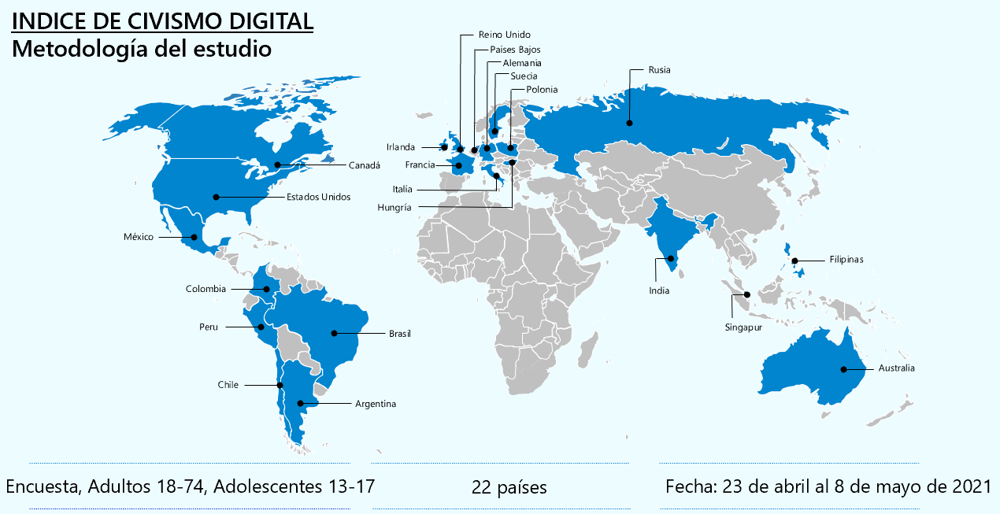 INDICE DE CIVISMO DIGITAL
Metodología del estudio
Reino Unido
Países Bajos
Alemania
Suecia
Polonia
Rusia
Irlanda
Francia
Italia
Hungría
Canadá
Estados Unidos
México
Colombia
Peru
Brasil
Chile
Argentina
India
Filipinas
Singapur
Australia
Encuesta, Adultos 18-74, Adolescentes 13-17
22 países
Fecha: 23 de abril al 8 de mayo de 2021